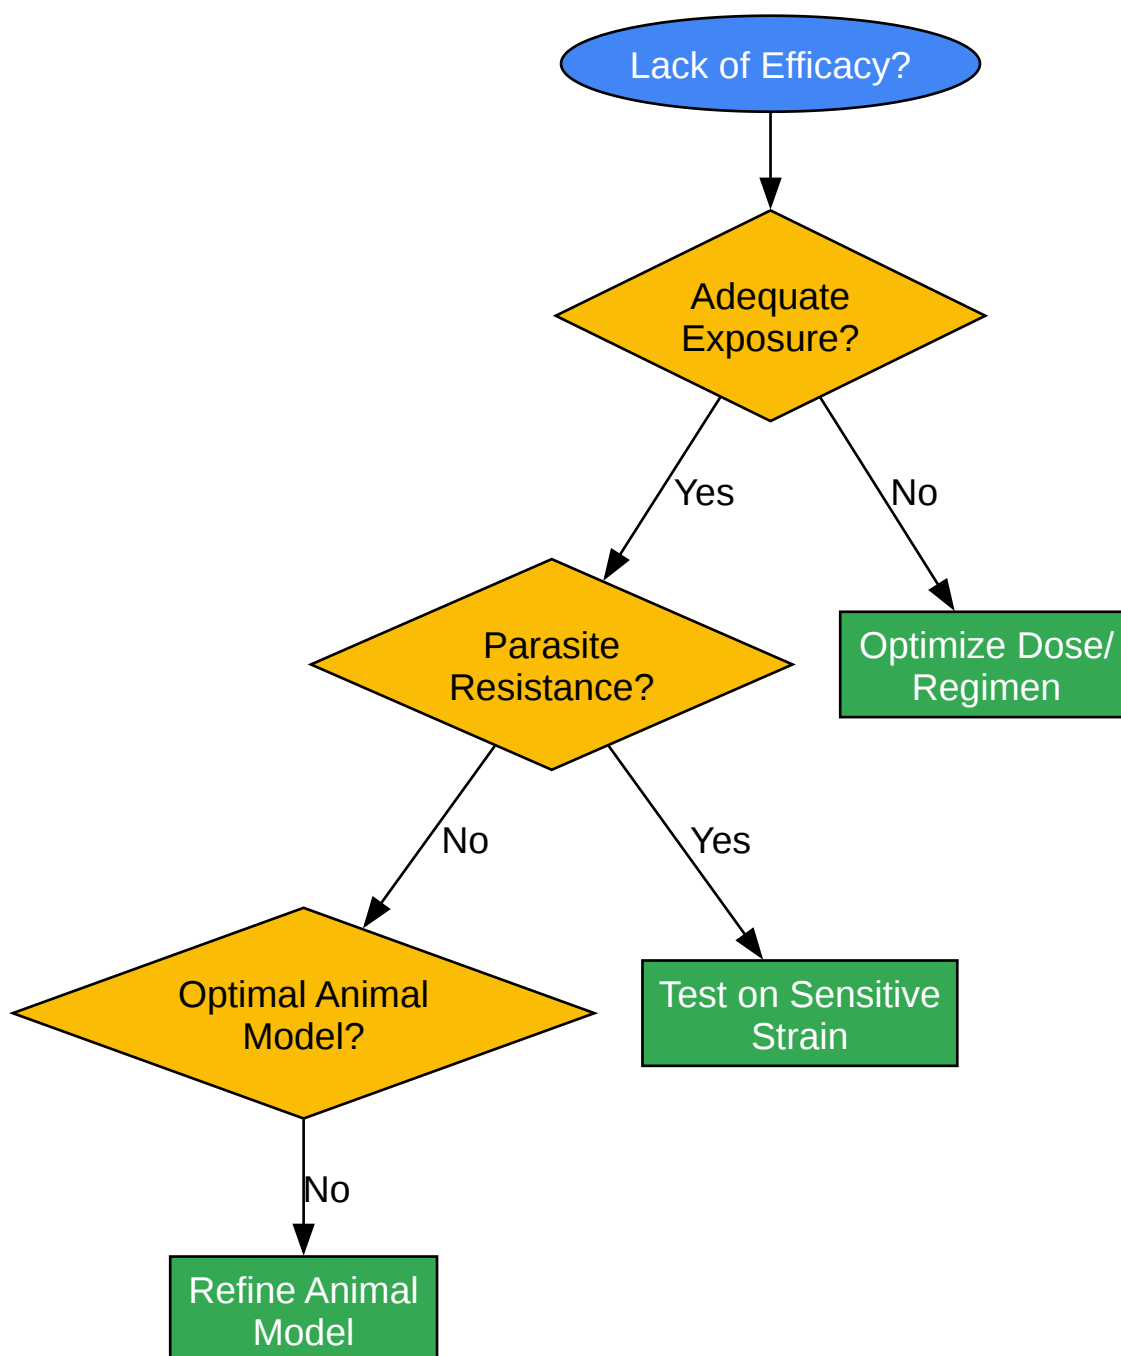 Lack of Efficacy?
Adequate
Exposure?
Yes
No
Parasite
Resistance?
Optimize Dose/
Regimen
No
Yes
Optimal Animal
Model?
Test on Sensitive
Strain
No
Refine Animal
Model